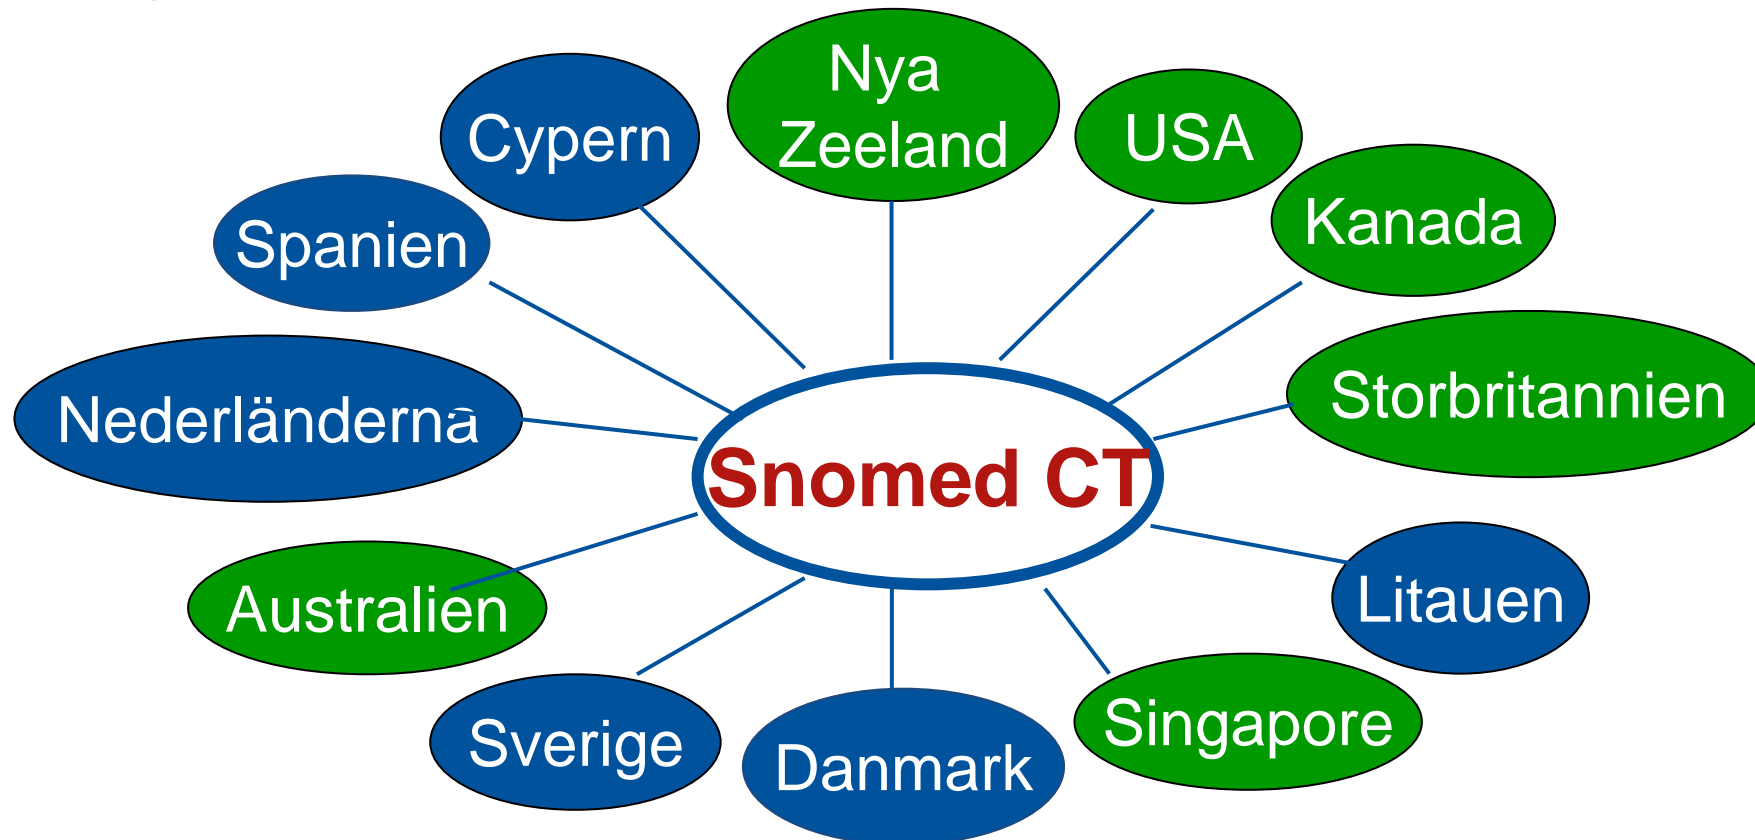 Nya
Zeeland
Cypern
USA
Kanada
Spanien
Storbritannien
Nederländerna
Snomed CT
Australien
Litauen
Sverige
Singapore
Danmark